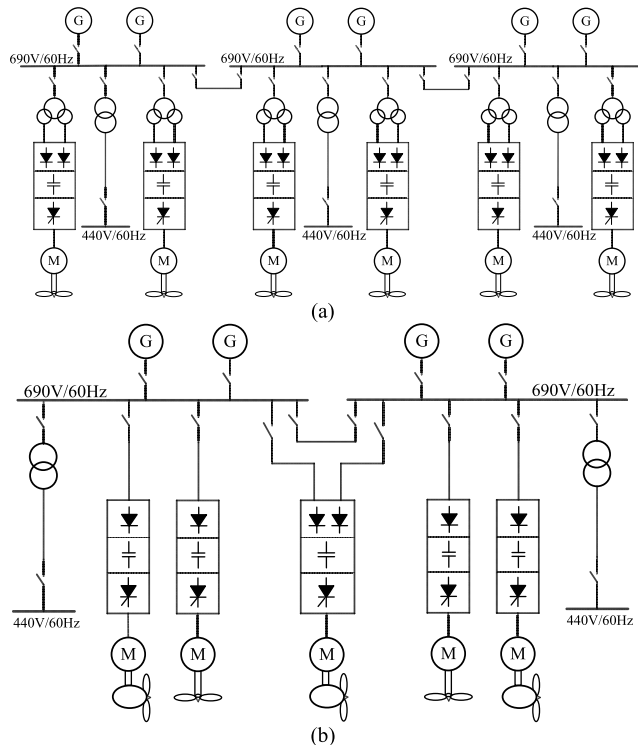 G G G G G G
690V/60Hz 690V/60Hz 690V/60Hz
440V/60Hz 440V/60Hz 440V/60Hz
M M M M M M
(a)
G G G G
690V/60Hz 690V/60Hz
440V/60Hz 440V/60Hz
M M M M M
(b)